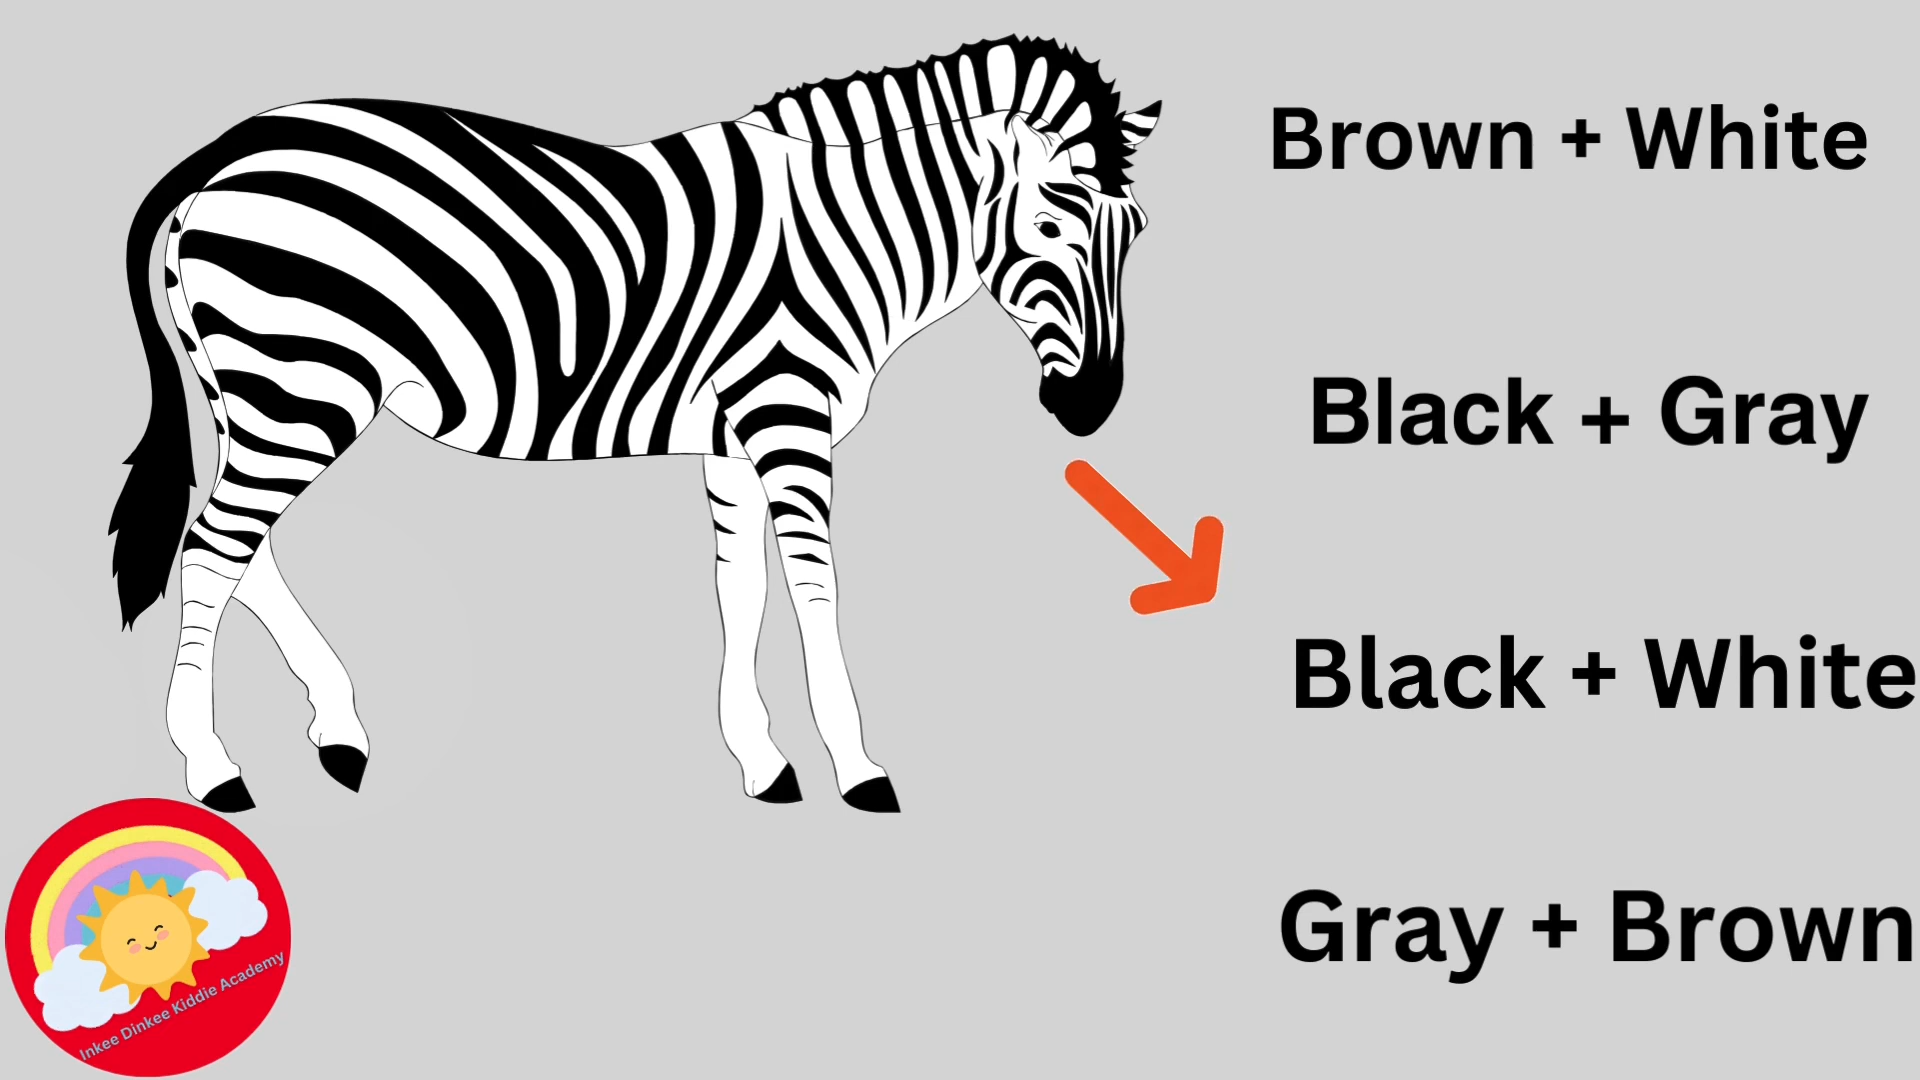 Brown + White
Black + Gray
Black + White
Gray + Brown
Inkee Dinkee Kiddie Academy